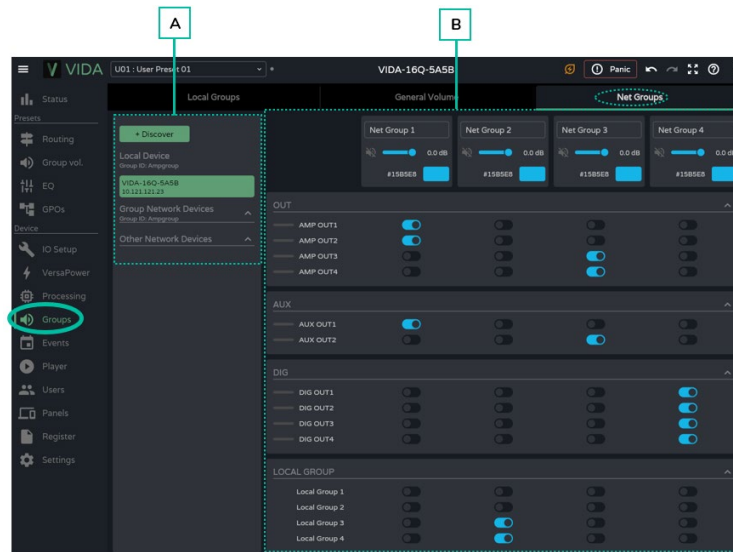 A
B
VIDA
U01 : User Preset 01
VIDA-16Q-5A5B
Panic
Status
Presets
Routing
Group vol.
EQ
GPOs
Device
IO Setup
VersaPower
Processing
Groups
Events
Player
Users
Panels
Register
Settings
Local Groups
General Volume
Net Groups
+ Discover
Local Device
Group ID: Ampgroup
VIDA-16Q-5A5B
10.121.121.23
Group Network Devices
Group ID: Ampgroup
Other Network Devices
Net Group 1
Net Group 2
Net Group 3
Net Group 4
0.0 dB
0.0 dB
0.0 dB
0.0 d
#15B5E8
#15B5E8
#15B5E8
#15B5E8
OUT
AMP OUT1
AMP OUT2
AMP OUT3
AMP OUT4
AUX
AUX OUT1
AUX OUT2
DIG
DIG OUT1
DIG OUT2
DIG OUT3
DIG OUT4
LOCAL GROUP
Local Group 1
Local Group 2
Local Group 3
Local Group 4